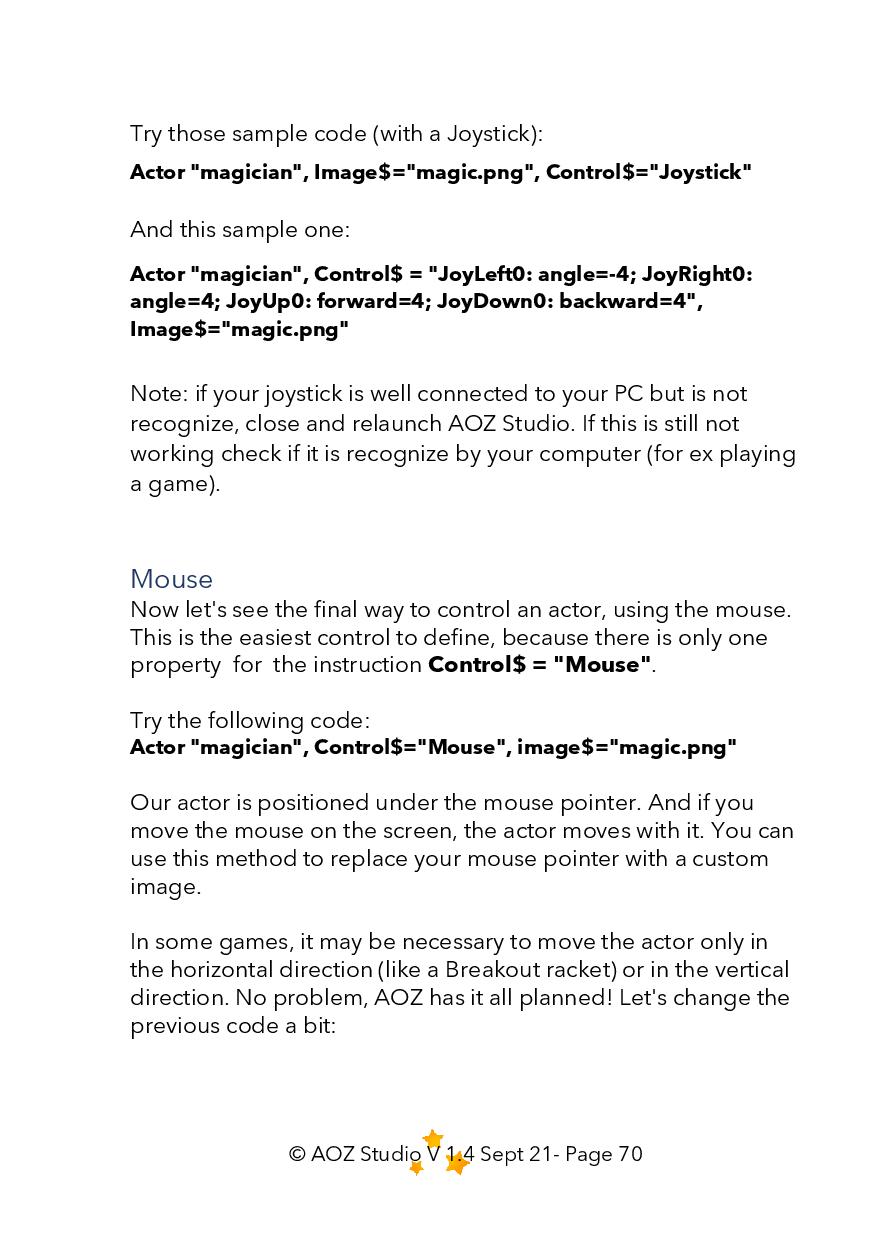 Try those sample code (with a Joystick):
Actor "magician", Image$="magic.png", Control$="Joystick"
And this sample one:
Actor "magician", Control$ = "JoyLeft0: angle=-4; JoyRight0:
angle=4; JoyUp0: forward=4; JoyDown0: backward=4",
Image$="magic.png"
Note: if your joystick is well connected to your PC but is not
recognize, close and relaunch AOZ Studio. If this is still not
working check if it is recognize by your computer (for ex playing
a game).
Mouse
Now let's see the final way to control an actor, using the mouse.
This is the easiest control to define, because there is only one
property for the instruction Control$ = "Mouse".
Try the following code:
Actor "magician", Control$="Mouse", image$="magic.png"
Our actor is positioned under the mouse pointer. And if you
move the mouse on the screen, the actor moves with it. You can
use this method to replace your mouse pointer with a custom
image.
In some games, it may be necessary to move the actor only in
the horizontal direction (like a Breakout racket) or in the vertical
direction. No problem, AOZ has it all planned! Let's change the
previous code a bit:
© AOZ Studio V 1.4 Sept 21- Page 70